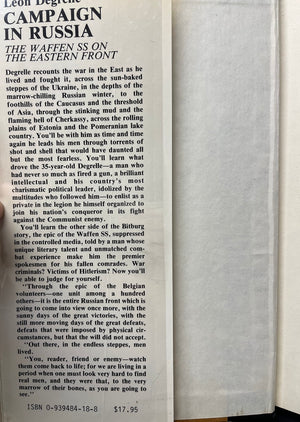 Leon Degrelle
CAMPAIGN
IN RUSSIA
THE WAFFEN SS ON
THE EASTERN FRONT
Degrelle recounts the war in the East as he
lived and fought it, across the sun-baked
steppes of the Ukraine, in the depths of the
marrow-chilling Russian winter, to the
foothills of the Caucasus and the threshold
of Asia, through the stinking mud and the
flaming hell of Cherkassy, across the rolling
plains of Estonia and the Pomeranian lake
country. You'll be with him as time and time
again he leads his men through torrents of
shot and shell that would have daunted all
but the most fearless. You'll learn what
drove the 35-year-old Degrelle—a man who
had never so much as fired a gun, a brilliant
intellectual and his country's most
charismatic political leader, idolized by the
multitudes who followed him—to enlist as a
private in the legion he himself organized to
join his nation's conqueror in its fight
against the Communist enemy.
You'll learn the other side of the Bitburg
story, the epic of the Waffen SS, suppressed
in the controlled media, told by a man whose
unique literary talent and unmatched com-
bat experience make him the premier
spokesmen for his fallen comrades. War
criminals? Victims of Hitlerism? Now you'll
be able to judge for yourself.
"Through the epic of the Belgian
volunteers—one unit among a hundred
others—it is the entire Russian front which is
going to come into view once more, with the
sunny days of the great victories, with the
still more moving days of the great defeats,
defeats that were imposed by physical cir-
cumstances, but that the will did not accept.
"Out there, in the endless steppes, men
lived.
"You, reader, friend or enemy—watch
them come back to life; for we are living in a
period when one must look very hard to find
real men, and they were that, to the very
marrow of their bones, as you are going to
see."
ISBN 0-939484-18-8 $17.95